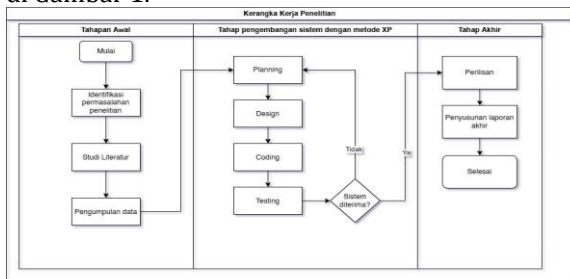 di Gambar 1.
Kerangka Kerja Penelitian
Tahapan Awal
Tahap pengembangan sistem dengan metode XP
Tahap Akhir
Mulai
Identifikasi
permasalahan
penelitian
Studi Literatur
Pengumpulan data
Planning
Design
Coding
Testing
Sistem
diterima?
Tidak
Ya
Perilisan
Penyusunan laporan
akhir
Selesai